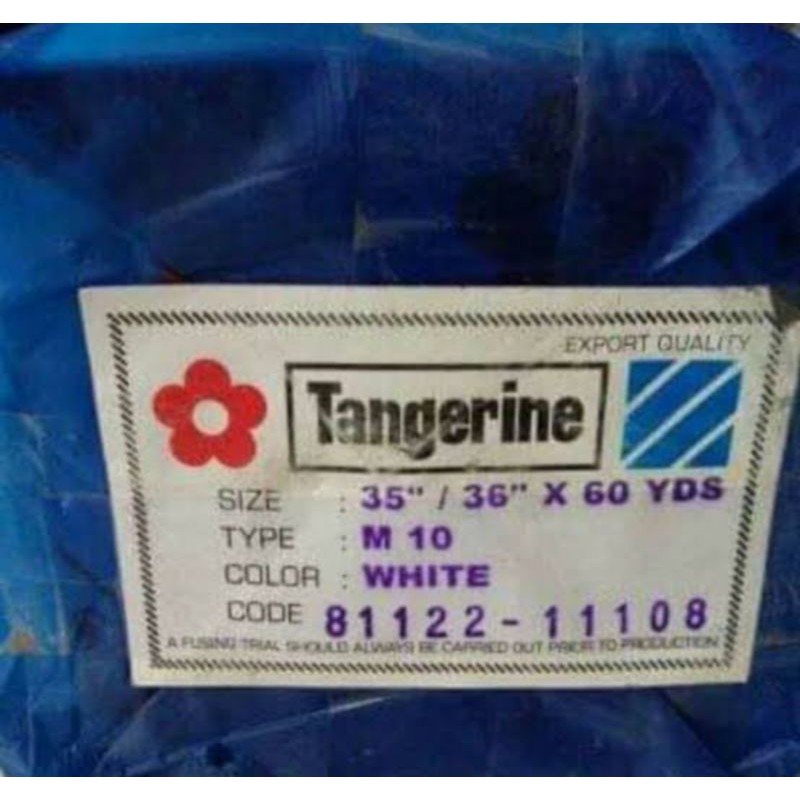 EXPORT QUALITY
Tangerine
SIZE : 35" / 36" X 60 YDS
TYPE : M 10
COLOR : WHITE
CODE 81122-11108
A FUSING TRIAL SHOULD ALWAYS BE CARRIED OUT PRIER TO PRODUCTION